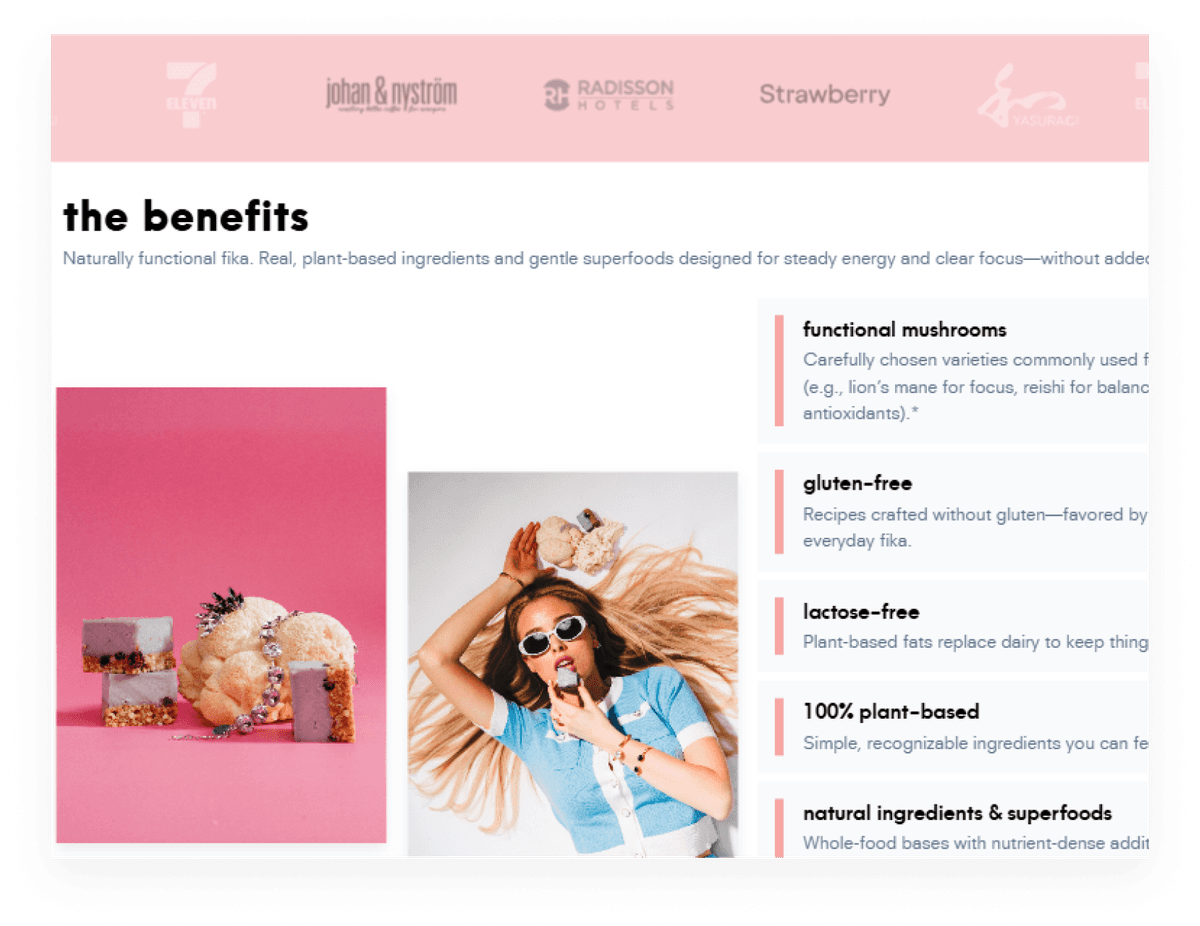 7
ELEVEN
johan & nyström
RH RADISSON
HOTELS
Strawberry
YASURAGI
the benefits
Naturally functional fika. Real, plant-based ingredients and gentle superfoods designed for steady energy and clear focus—without added
functional mushrooms
Carefully chosen varieties commonly used f
(e.g., lion's mane for focus, reishi for balanc
antioxidants).*
gluten-free
Recipes crafted without gluten—favored by
everyday fika.
lactose-free
Plant-based fats replace dairy to keep thing
100% plant-based
Simple, recognizable ingredients you can fe
natural ingredients & superfoods
Whole-food bases with nutrient-dense addit